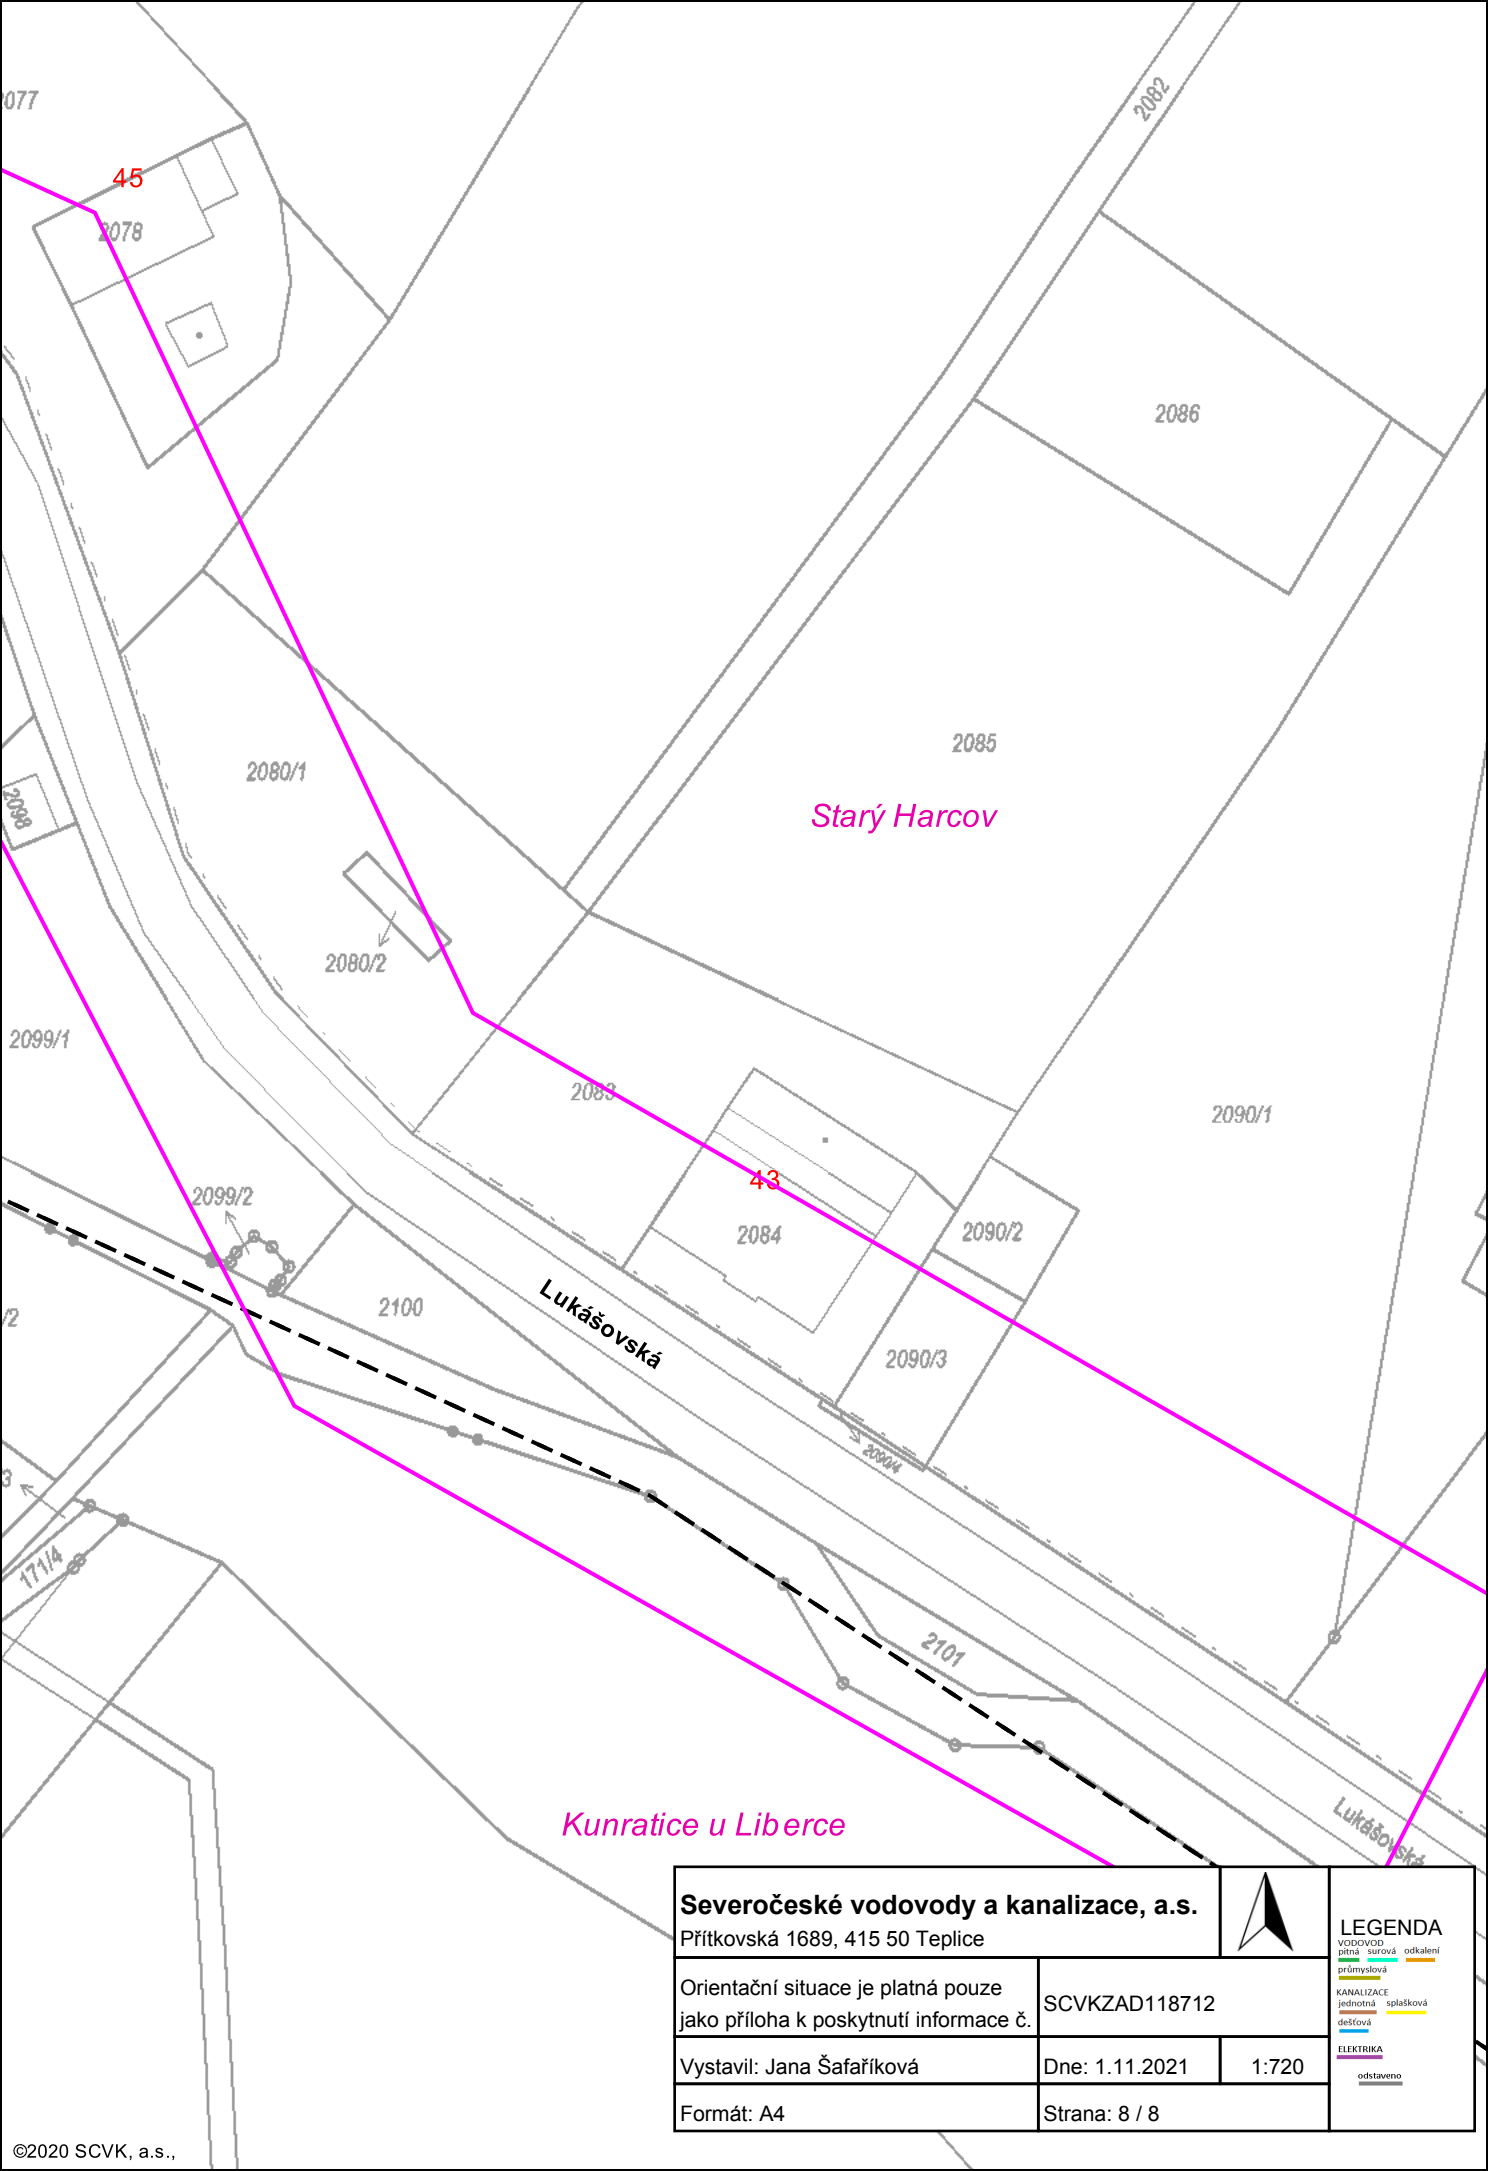 2077
45
2078
2082
2086
2080/1
2085
2098
Starý Harcov
2080/2
2099/1
2083
2090/1
43
2099/2
2084
2090/2
2100
/2
Lukášovská
2090/3
2090/4
3
171/4
2101
Lukášovská
Kunratice u Liberce
Severočeské vodovody a kanalizace, a.s.
Přítkovská 1689, 415 50 Teplice
Orientační situace je platná pouze
jako příloha k poskytnutí informace č.
SCVKZAD118712
Vystavil: Jana Šafaříková
Dne: 1.11.2021
1:720
Formát: A4
Strana: 8 / 8
LEGENDA
VODOVOD
pitná surová odkalení
průmyslová
KANALIZACE
jednotná splašková
dešťová
ELEKTRIKA
odstaveno
©2020 SCVK, a.s.,